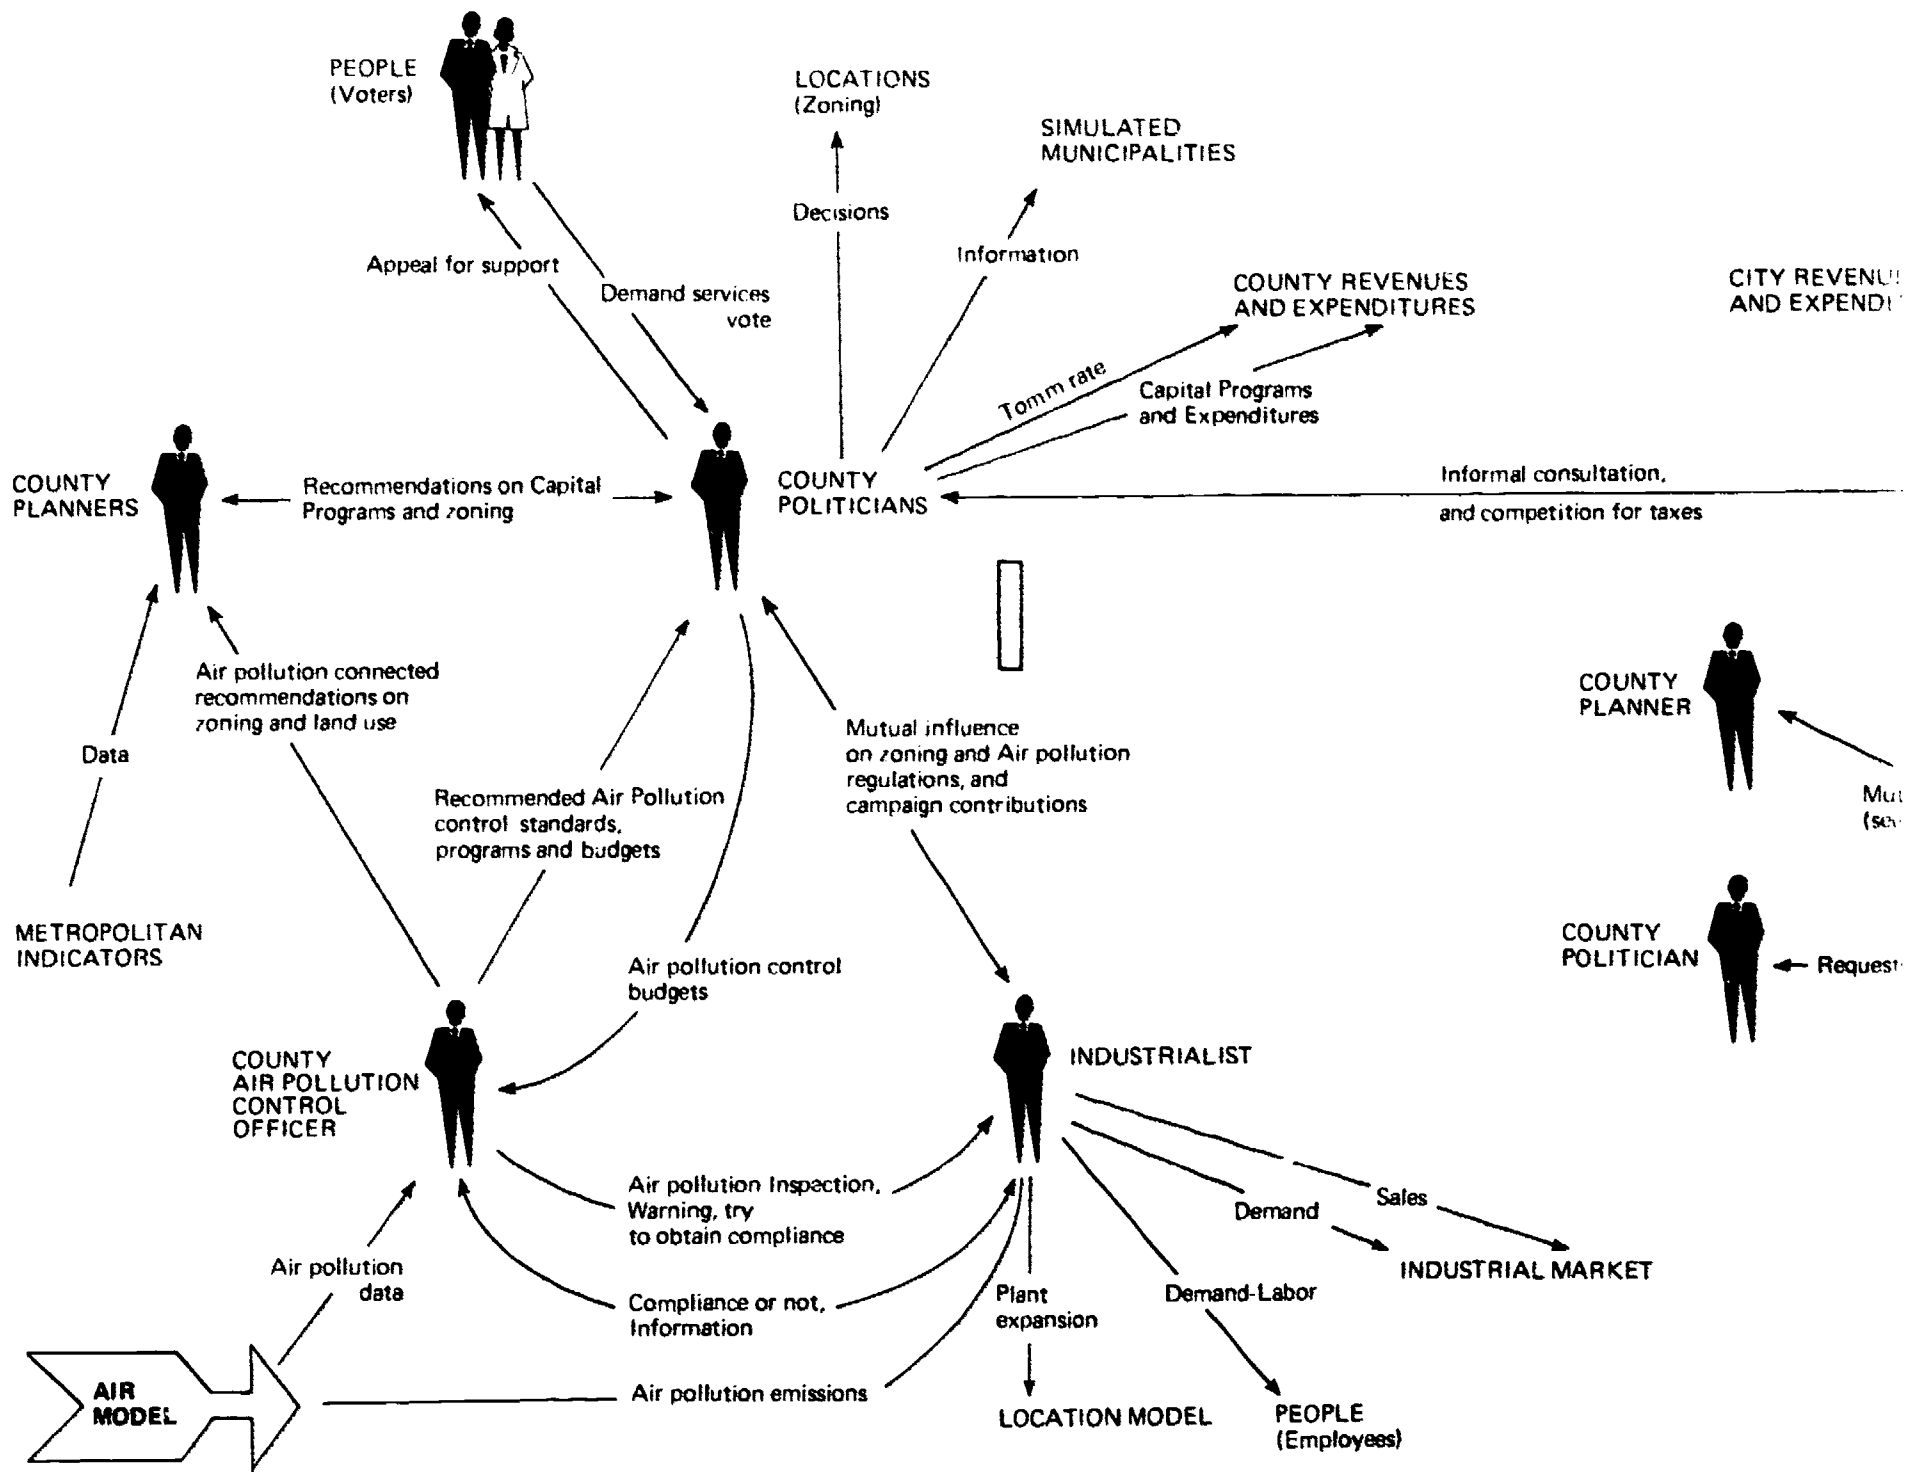 PEOPLE
(Voters)
LOCATIONS
(Zoning)
SIMULATED
MUNICIPALITIES
Decisions
Information
Appeal for support
Demand services
vote
COUNTY REVENUES
AND EXPENDITURES
CITY
AND
Tomm rate
Capital Programs
and Expenditures
COUNTY
PLANNERS
Recommendations on Capital
Programs and zoning
COUNTY
POLITICIANS
Informal consultation,
and competition for taxes
Air pollution connected
recommendations on
zoning and land use
Data
Mutual influence
on zoning and Air pollution
regulations, and
campaign contributions
COUNTY
PLANNER
Recommended Air Pollution
control standards,
programs and budgets
METROPOLITAN
INDICATORS
COUNTY
POLITICIAN
Request
Air pollution control
budgets
COUNTY
AIR POLLUTION
CONTROL
OFFICER
INDUSTRIALIST
Air pollution Inspection,
Warning, try
to obtain compliance
Sales
Demand
INDUSTRIAL MARKET
Air pollution
data
Compliance or not,
Information
Plant
expansion
Demand-Labor
AIR
MODEL
Air pollution emissions
LOCATION MODEL
PEOPLE
(Employees)